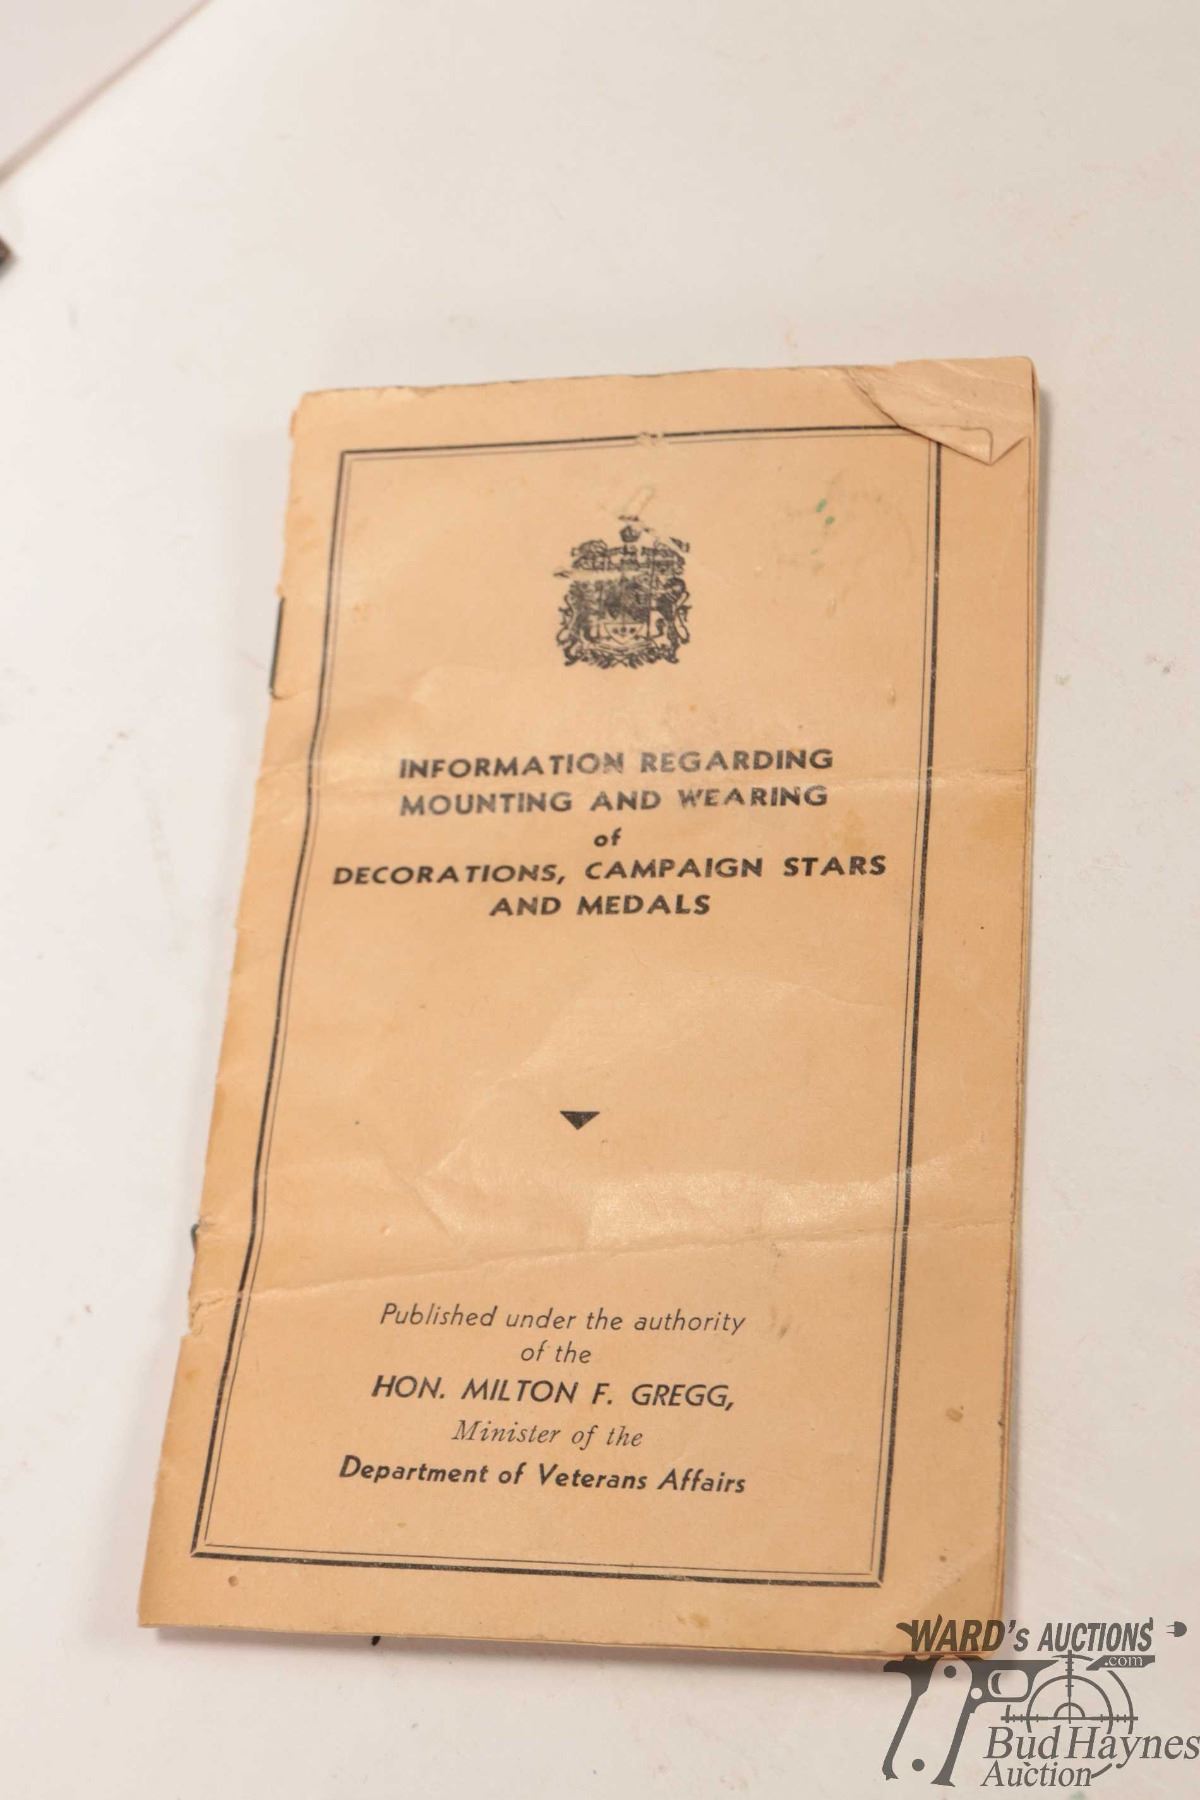 INFORMATION REGARDING
MOUNTING AND WEARING
of
DECORATIONS, CAMPAIGN STARS
AND MEDALS
Published under the authority
of the
HON. MILTON F. GREGG,
Minister of the
Department of Veterans Affairs
WARD's AUCTIONS
.com
Bud Haynes
Auction